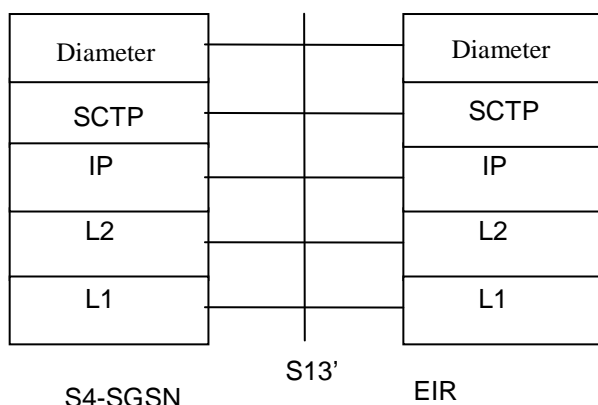 Diameter Diameter
SCTP SCTP
IP IP
L2 L2
L1 L1
S13’
S4-SGSN EIR